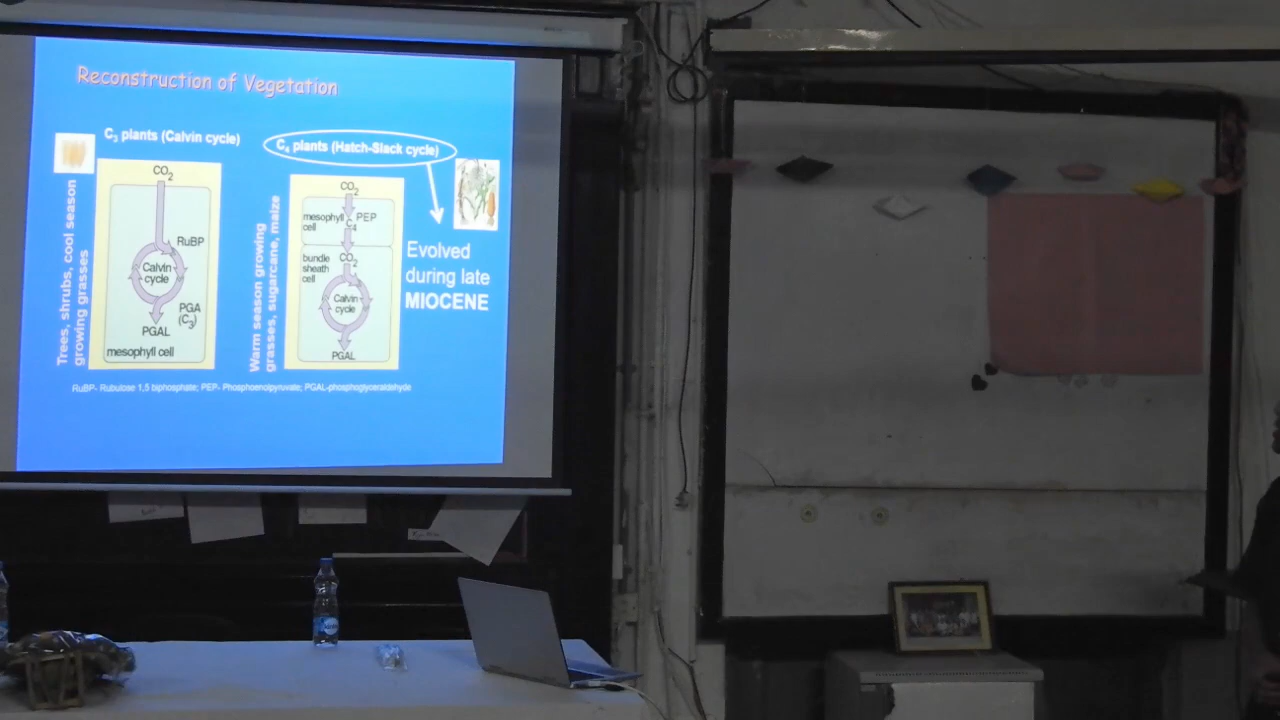 Reconstruction of Vegetation
C₃ plants (Calvin cycle)
CO₂
RuBP
Calvin
cycle
PGA
(C₃)
PGAL
mesophyll cell
Trees, shrubs, cool season
growing grasses
C₄ plants (Hatch-Slack cycle)
CO₂
mesophyll
cell
PEP
C₄
bundle
sheath
cell
CO₂
Calvin
cycle
PGAL
Warm season growing
grasses, sugarcane, maize
Evolved
during late
MIOCENE
RuBP- Rubulose 1,5 biphosphate; PEP- Phosphoenolpyruvate; PGAL-phosphoglyceraldehyde